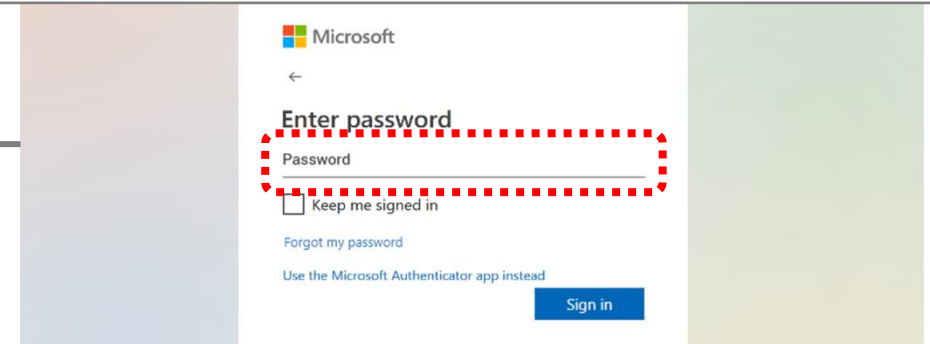 Microsoft
←
Enter password
Password
Keep me signed in
Forgot my password
Use the Microsoft Authenticator app instead
Sign in